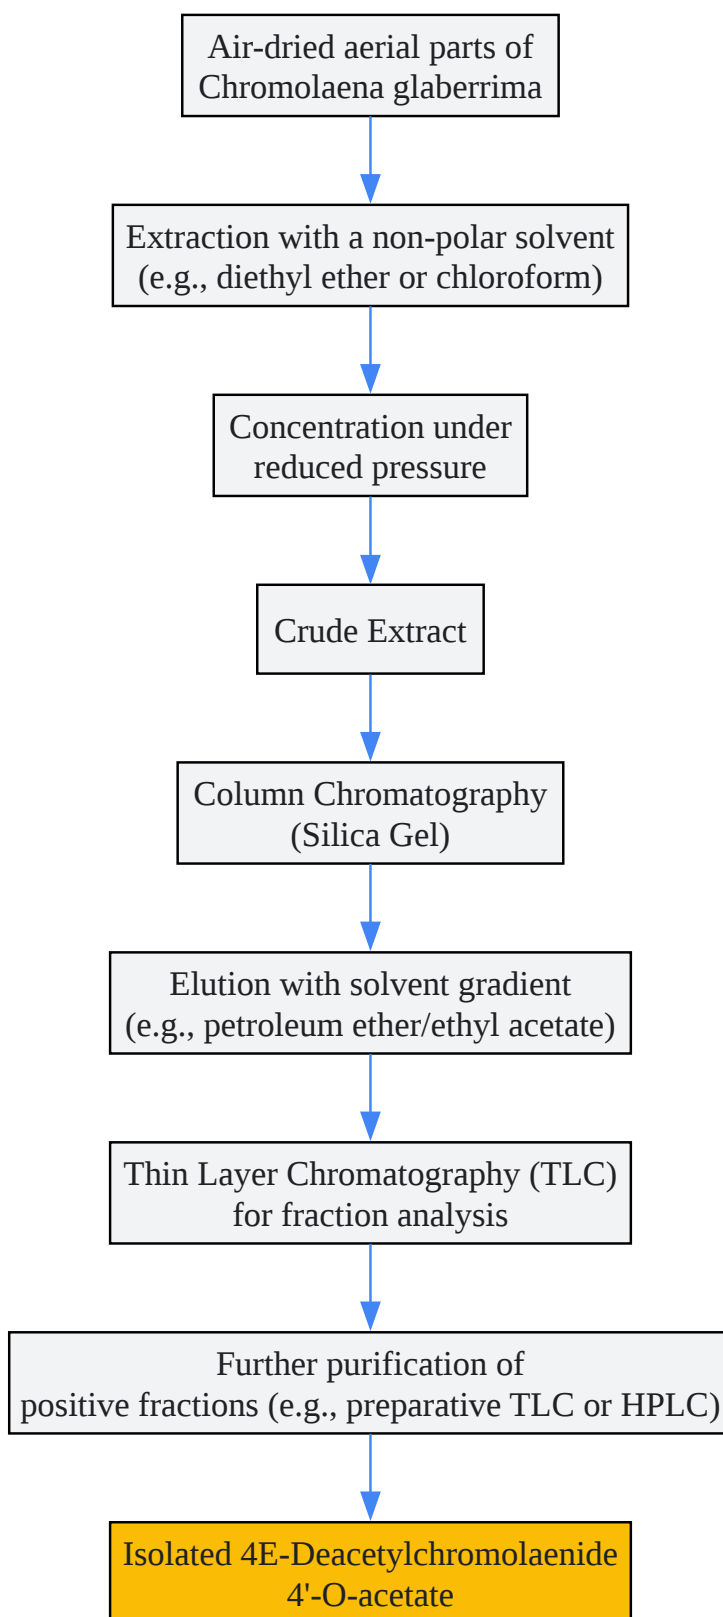 Air-dried aerial parts of
Chromolaena glaberrima
Extraction with a non-polar solvent
(e.g., diethyl ether or chloroform)
Concentration under
reduced pressure
Crude Extract
Column Chromatography
(Silica Gel)
Elution with solvent gradient
(e.g., petroleum ether/ethyl acetate)
Thin Layer Chromatography (TLC)
for fraction analysis
Further purification of
positive fractions (e.g., preparative TLC or HPLC)
Isolated 4E-Deacetylchromolaenide
4'-O-acetate